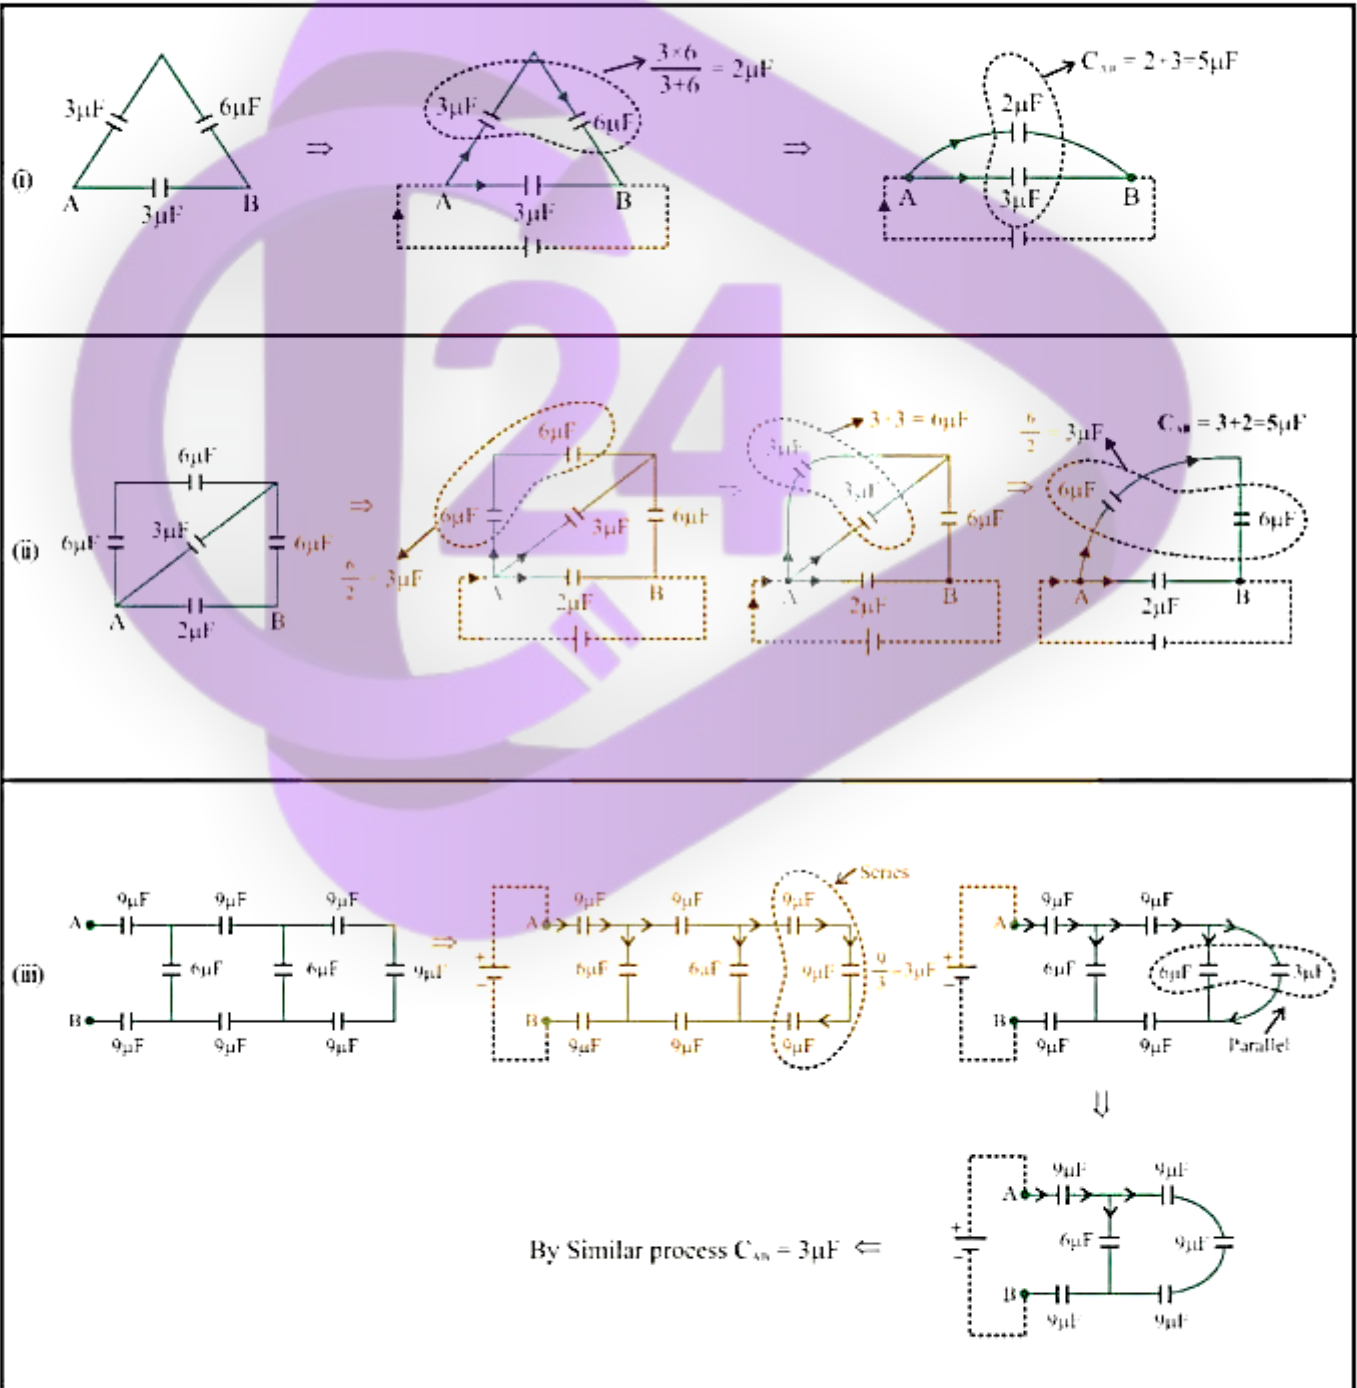 (i)
3μF
6μF
A
3μF
B
⇒
3μF
6μF
3×6/3+6 = 2μF
A
3μF
B
⇒
C_AB = 2+3=5μF
2μF
A
3μF
B
24
(ii)
6μF
6μF
3μF
6μF
A
2μF
B
⇒
6μF
6μF
3μF
6μF
6/2 = 3μF
A
2μF
B
⇒
3μF
3+3 = 6μF
3μF
6μF
A
2μF
B
⇒
6/2 = 3μF
C_AB = 3+2=5μF
6μF
6μF
A
2μF
B
(iii)
9μF 9μF 9μF
A
6μF 6μF 9μF
B
9μF 9μF 9μF
⇒
Series
9μF 9μF 9μF
A
+
−
6μF 6μF 9μF
9/3 = 3μF
B
9μF 9μF 9μF
9μF 9μF
A
+
−
6μF 6μF 3μF
B
9μF 9μF
Parallel
⇓
9μF 9μF
A
+
−
6μF 9μF
B
9μF 9μF
By Similar process C_AB = 3μF ⇐